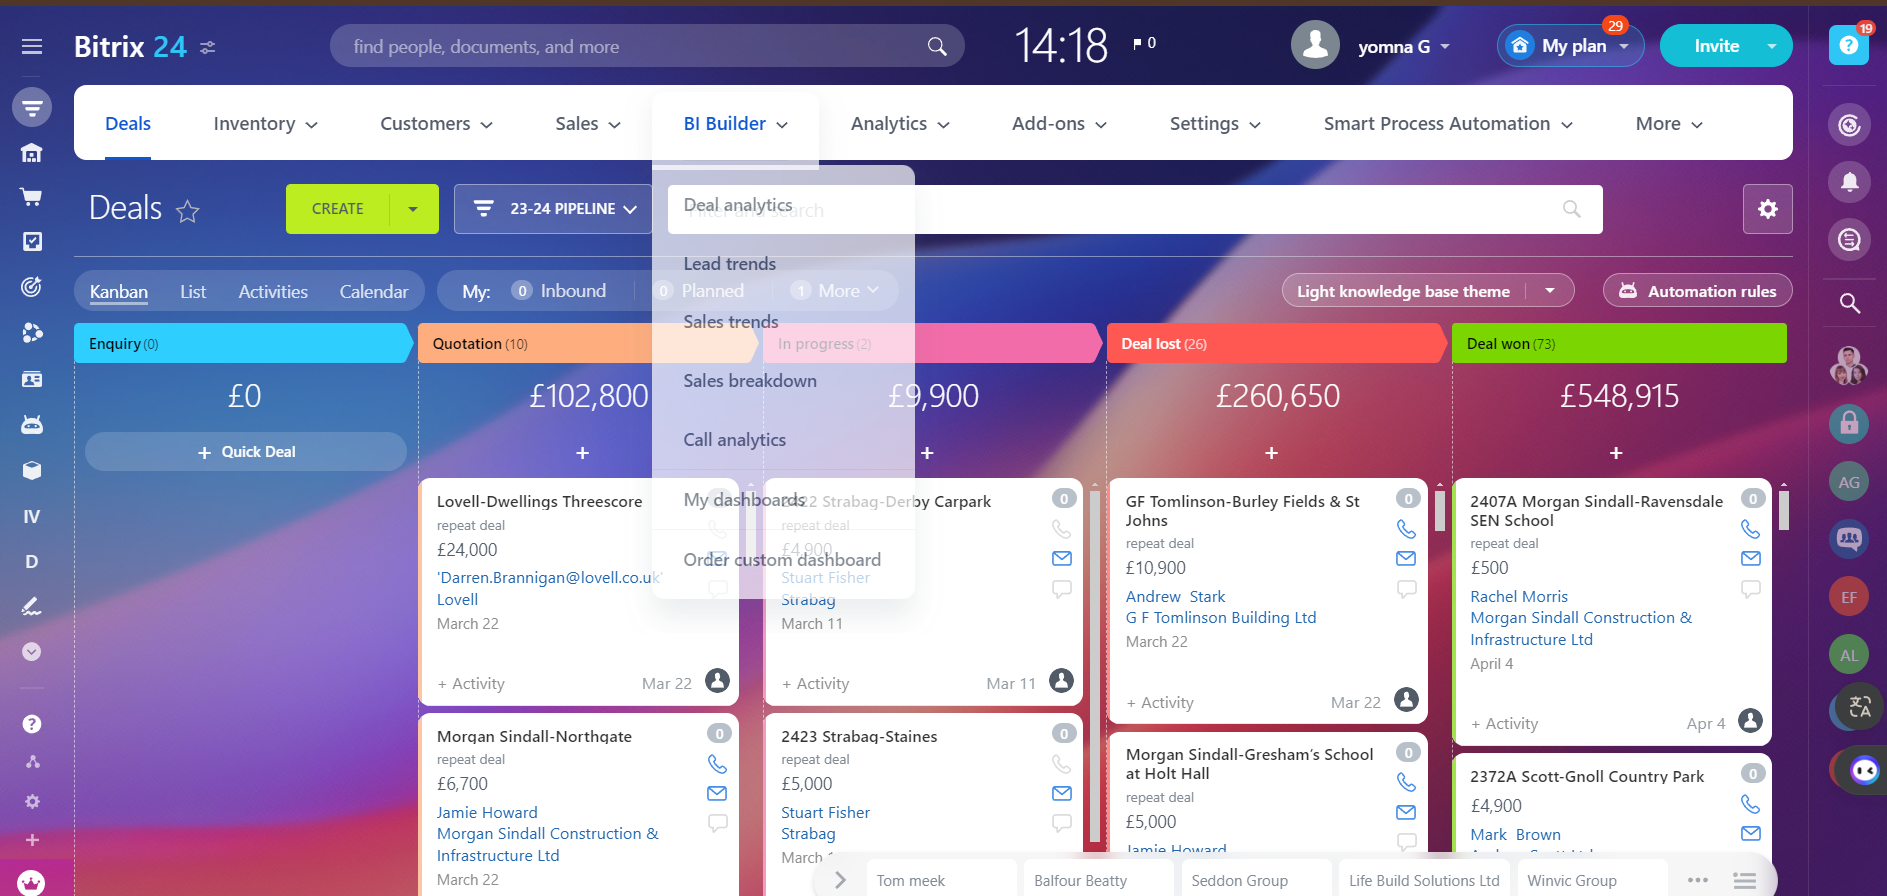 Bitrix 24
find people, documents, and more
14:18
0
yomna G
My plan
29
Invite
19
Deals
Inventory
Customers
Sales
BI Builder
Analytics
Add-ons
Settings
Smart Process Automation
More
Deals
CREATE
23-24 PIPELINE
Filter and search
Deal analytics
Lead trends
Sales trends
Sales breakdown
Call analytics
My dashboards
Order custom dashboard
Kanban
List
Activities
Calendar
My:
0 Inbound
0 Planned
1 More
Light knowledge base theme
Automation rules
Enquiry (0)
£0
+ Quick Deal
Quotation (10)
£102,800
+
Lovell-Dwellings Threescore
repeat deal
£24,000
'Darren.Brannigan@lovell.co.uk'
Lovell
March 22
+ Activity
Mar 22
Morgan Sindall-Northgate
0
repeat deal
£6,700
Jamie Howard
Morgan Sindall Construction &
Infrastructure Ltd
March 22
In progress (2)
£9,900
+
2422 Strabag-Derby Carpark
0
repeat deal
£4,900
Stuart Fisher
Strabag
March 11
+ Activity
Mar 11
2423 Strabag-Staines
0
repeat deal
£5,000
Stuart Fisher
Strabag
Deal lost (26)
£260,650
+
GF Tomlinson-Burley Fields & St
Johns
0
repeat deal
£10,900
Andrew Stark
G F Tomlinson Building Ltd
March 22
+ Activity
Mar 22
Morgan Sindall-Gresham's School
at Holt Hall
0
repeat deal
£5,000
Jamie Howard
Deal won (73)
£548,915
+
2407A Morgan Sindall-Ravensdale
SEN School
0
repeat deal
£500
Rachel Morris
Morgan Sindall Construction &
Infrastructure Ltd
April 4
+ Activity
Apr 4
2372A Scott-Gnoll Country Park
0
£4,900
Mark Brown
Tom meek
Balfour Beatty
Seddon Group
Life Build Solutions Ltd
Winvic Group
IV
D
AG
EF
AL